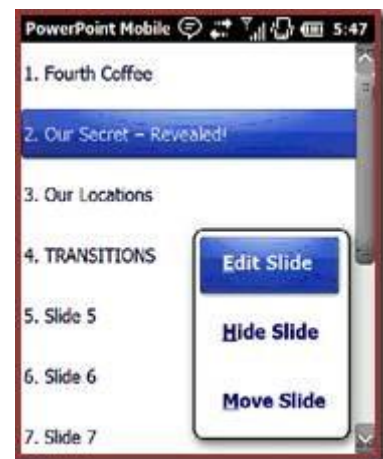 PowerPoint Mobile 5:47
1. Fourth Coffee
2. Our Secret – Revealed!
3. Our Locations
4. TRANSITIONS
Edit Slide
5. Slide 5
Hide Slide
6. Slide 6
Move Slide
7. Slide 7